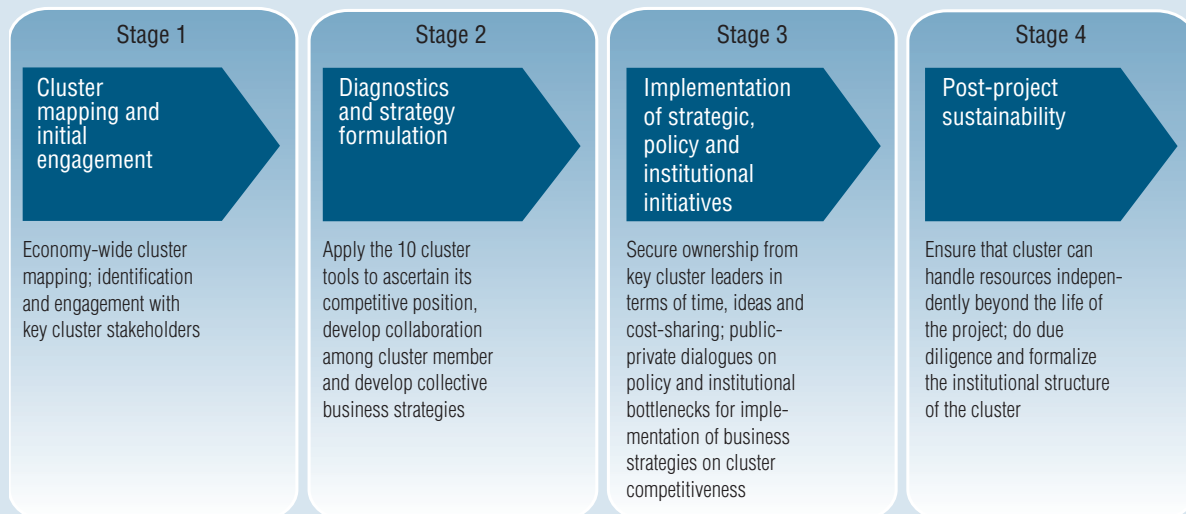 Stage 1
Cluster
mapping and
initial
engagement
Economy-wide cluster
mapping; identification
and engagement with
key cluster stakeholders
Stage 2
Diagnostics
and strategy
formulation
Apply the 10 cluster
tools to ascertain its
competitive position,
develop collaboration
among cluster member
and develop collective
business strategies
Stage 3
Implementation
of strategic,
policy and
institutional
initiatives
Secure ownership from
key cluster leaders in
terms of time, ideas and
cost-sharing; public-
private dialogues on
policy and institutional
bottlenecks for imple-
mentation of business
strategies on cluster
competitiveness
Stage 4
Post-project
sustainability
Ensure that cluster can
handle resources indepen-
dently beyond the life of
the project; do due
diligence and formalize
the institutional structure
of the cluster